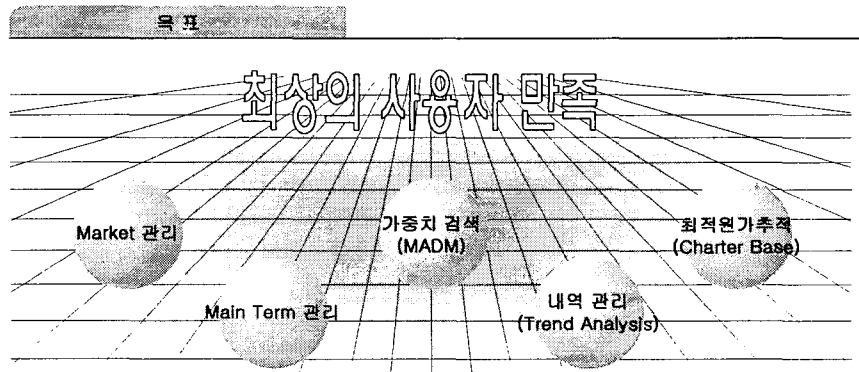 목 표
최상의 사용자 만족
Market 관리
가중치 검색
(MADM)
최적원가추적
(Charter Base)
Main Term 관리
내역 관리
(Trend Analysis)